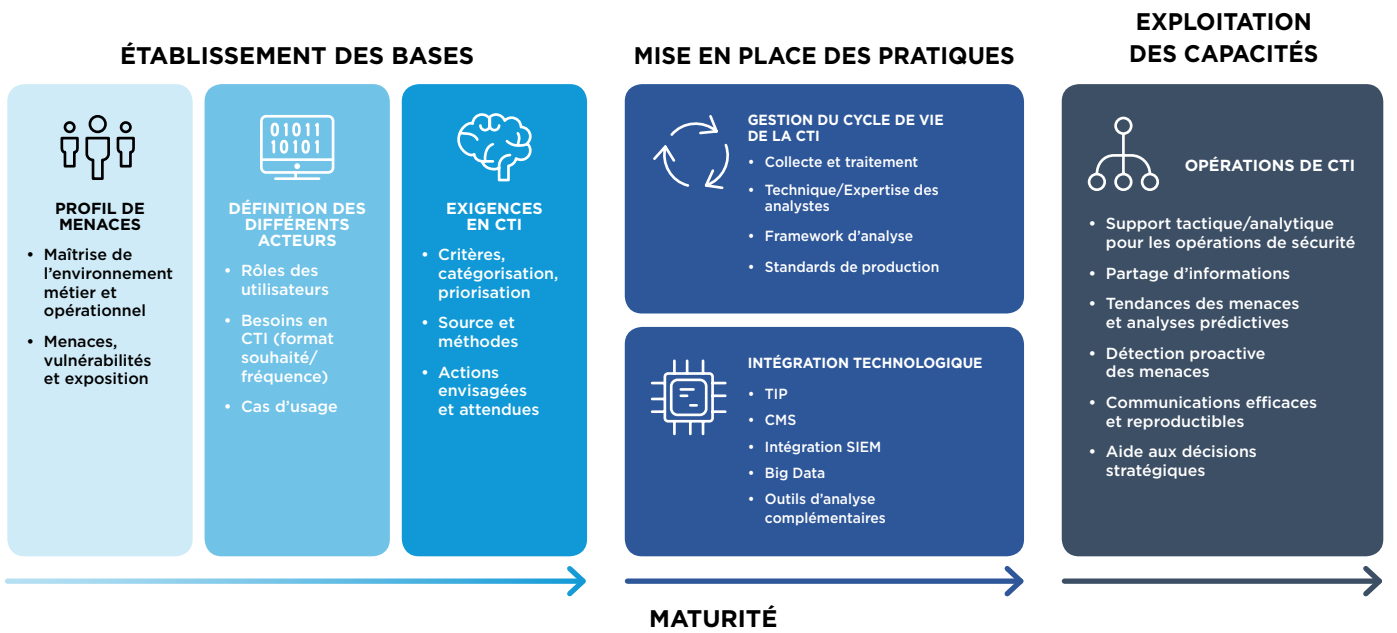 ÉTABLISSEMENT DES BASES
PROFIL DE
MENACES
• Maîtrise de
l'environnement
métier et
opérationnel
• Menaces,
vulnérabilités
et exposition
01011
10101
DÉFINITION DES
DIFFÉRENTS
ACTEURS
• Rôles des
utilisateurs
• Besoins en
CTI (format
souhaité/
fréquence)
• Cas d'usage
EXIGENCES
EN CTI
• Critères,
catégorisation,
priorisation
• Source et
méthodes
• Actions
envisagées
et attendues
MISE EN PLACE DES PRATIQUES
GESTION DU CYCLE DE VIE
DE LA CTI
• Collecte et traitement
• Technique/Expertise des
analystes
• Framework d'analyse
• Standards de production
INTÉGRATION TECHNOLOGIQUE
• TIP
• CMS
• Intégration SIEM
• Big Data
• Outils d'analyse
complémentaires
EXPLOITATION
DES CAPACITÉS
OPÉRATIONS DE CTI
• Support tactique/analytique
pour les opérations de sécurité
• Partage d'informations
• Tendances des menaces
et analyses prédictives
• Détection proactive
des menaces
• Communications efficaces
et reproductibles
• Aide aux décisions
stratégiques
MATURITÉ